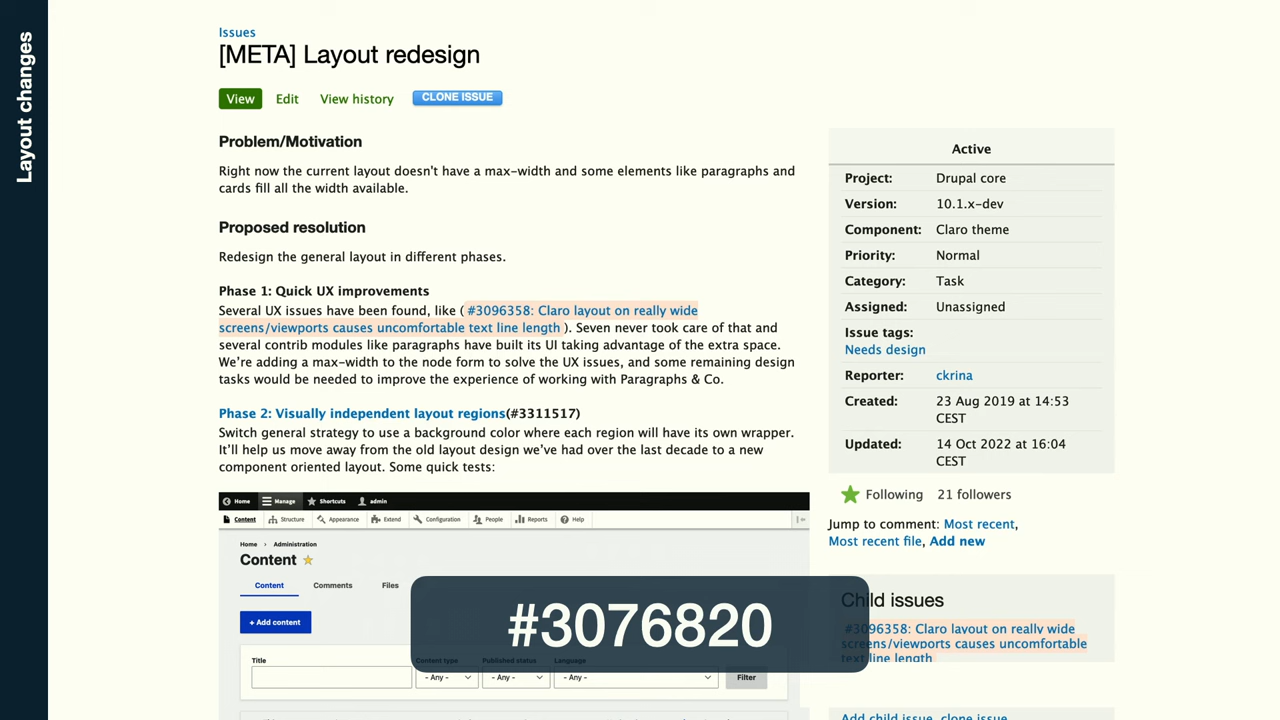 Layout changes
Issues
[META] Layout redesign
View Edit View history CLONE ISSUE
Problem/Motivation
Right now the current layout doesn't have a max-width and some elements like paragraphs and
cards fill all the width available.
Proposed resolution
Redesign the general layout in different phases.
Phase 1: Quick UX improvements
Several UX issues have been found, like ( #3096358: Claro layout on really wide
screens/viewports causes uncomfortable text line length ). Seven never took care of that and
several contrib modules like paragraphs have built its UI taking advantage of the extra space.
We're adding a max-width to the node form to solve the UX issues, and some remaining design
tasks would be needed to improve the experience of working with Paragraphs & Co.
Phase 2: Visually independent layout regions(#3311517)
Switch general strategy to use a background color where each region will have its own wrapper.
It'll help us move away from the old layout design we've had over the last decade to a new
component oriented layout. Some quick tests:
Home Manage Shortcuts admin
Content Structure Appearance Extend Configuration People Reports Help
Home > Administration
Content
Content Comments Files
+ Add content
Title Content type Published status Language
- Any - - Any - - Any - Filter
#3076820
Active
Project: Drupal core
Version: 10.1.x-dev
Component: Claro theme
Priority: Normal
Category: Task
Assigned: Unassigned
Issue tags:
Needs design
Reporter: ckrina
Created: 23 Aug 2019 at 14:53
CEST
Updated: 14 Oct 2022 at 16:04
CEST
Following 21 followers
Jump to comment: Most recent,
Most recent file, Add new
Child issues
#3096358: Claro layout on really wide
screens/viewports causes uncomfortable
text line length
Add child issue, clone issue